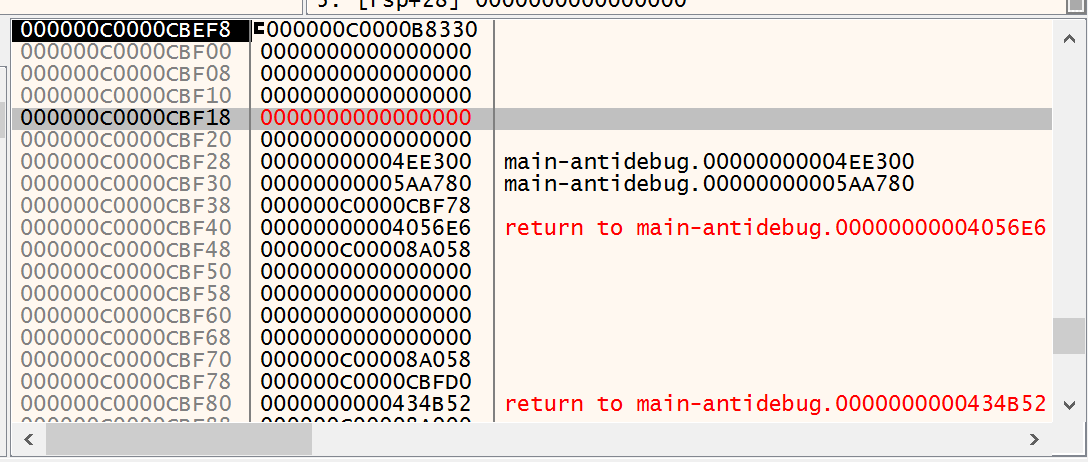 5: [rsp+28] 0000000000000000
000000C0000CBEF8 000000C0000B8330
000000C0000CBF00 0000000000000000
000000C0000CBF08 0000000000000000
000000C0000CBF10 0000000000000000
000000C0000CBF18 0000000000000000
000000C0000CBF20 0000000000000000
000000C0000CBF28 00000000004EE300 main-antidebug.00000000004EE300
000000C0000CBF30 00000000005AA780 main-antidebug.00000000005AA780
000000C0000CBF38 000000C0000CBF78
000000C0000CBF40 00000000004056E6 return to main-antidebug.00000000004056E6
000000C0000CBF48 000000C00008A058
000000C0000CBF50 0000000000000000
000000C0000CBF58 0000000000000000
000000C0000CBF60 0000000000000000
000000C0000CBF68 0000000000000000
000000C0000CBF70 000000C00008A058
000000C0000CBF78 000000C0000CBFD0
000000C0000CBF80 0000000000434B52 return to main-antidebug.0000000000434B52